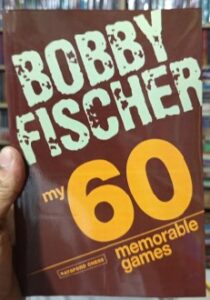 BOBBY
FISCHER
my 60
memorable
games
BATSFORD CHESS